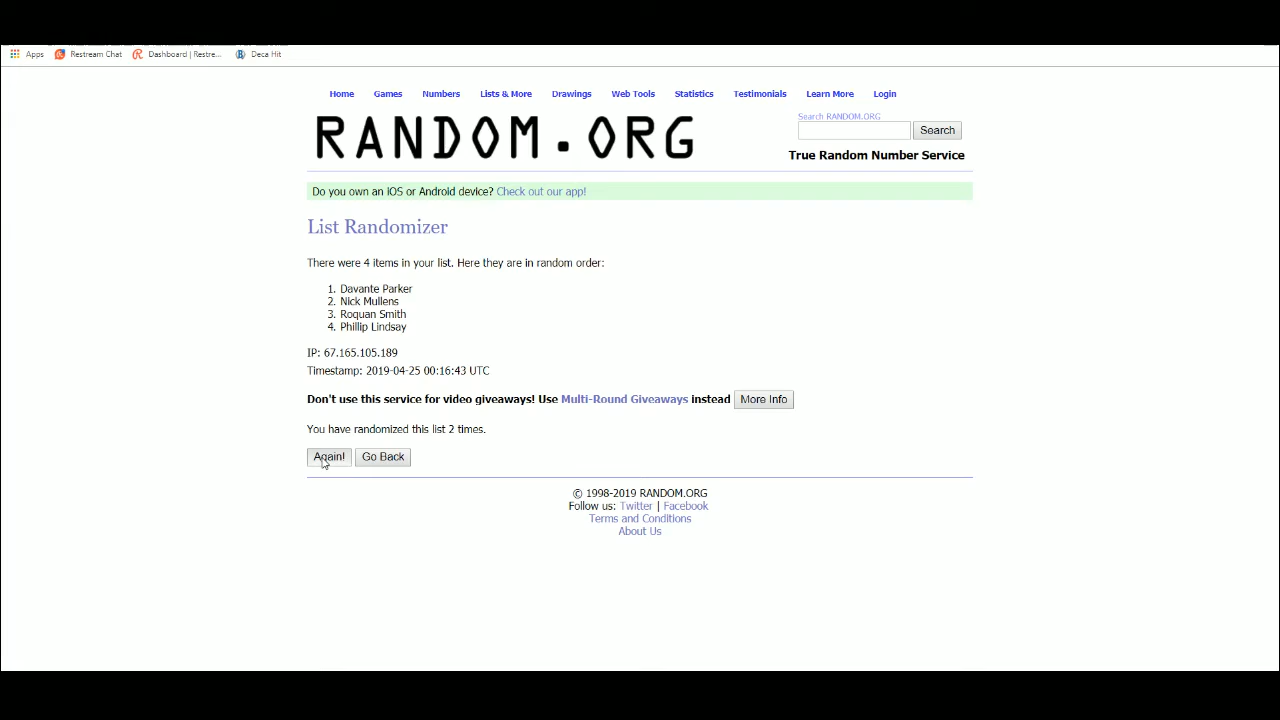 Apps Restream Chat Dashboard | Restre... Deca Hit
Home Games Numbers Lists & More Drawings Web Tools Statistics Testimonials Learn More Login
RANDOM.ORG
Search RANDOM.ORG
Search
True Random Number Service
Do you own an iOS or Android device? Check out our app!
List Randomizer
There were 4 items in your list. Here they are in random order:
1. Davante Parker
2. Nick Mullens
3. Roquan Smith
4. Phillip Lindsay
IP: 67.165.105.189
Timestamp: 2019-04-25 00:16:43 UTC
Don't use this service for video giveaways! Use Multi-Round Giveaways instead More Info
You have randomized this list 2 times.
Again! Go Back
© 1998-2019 RANDOM.ORG
Follow us: Twitter | Facebook
Terms and Conditions
About Us